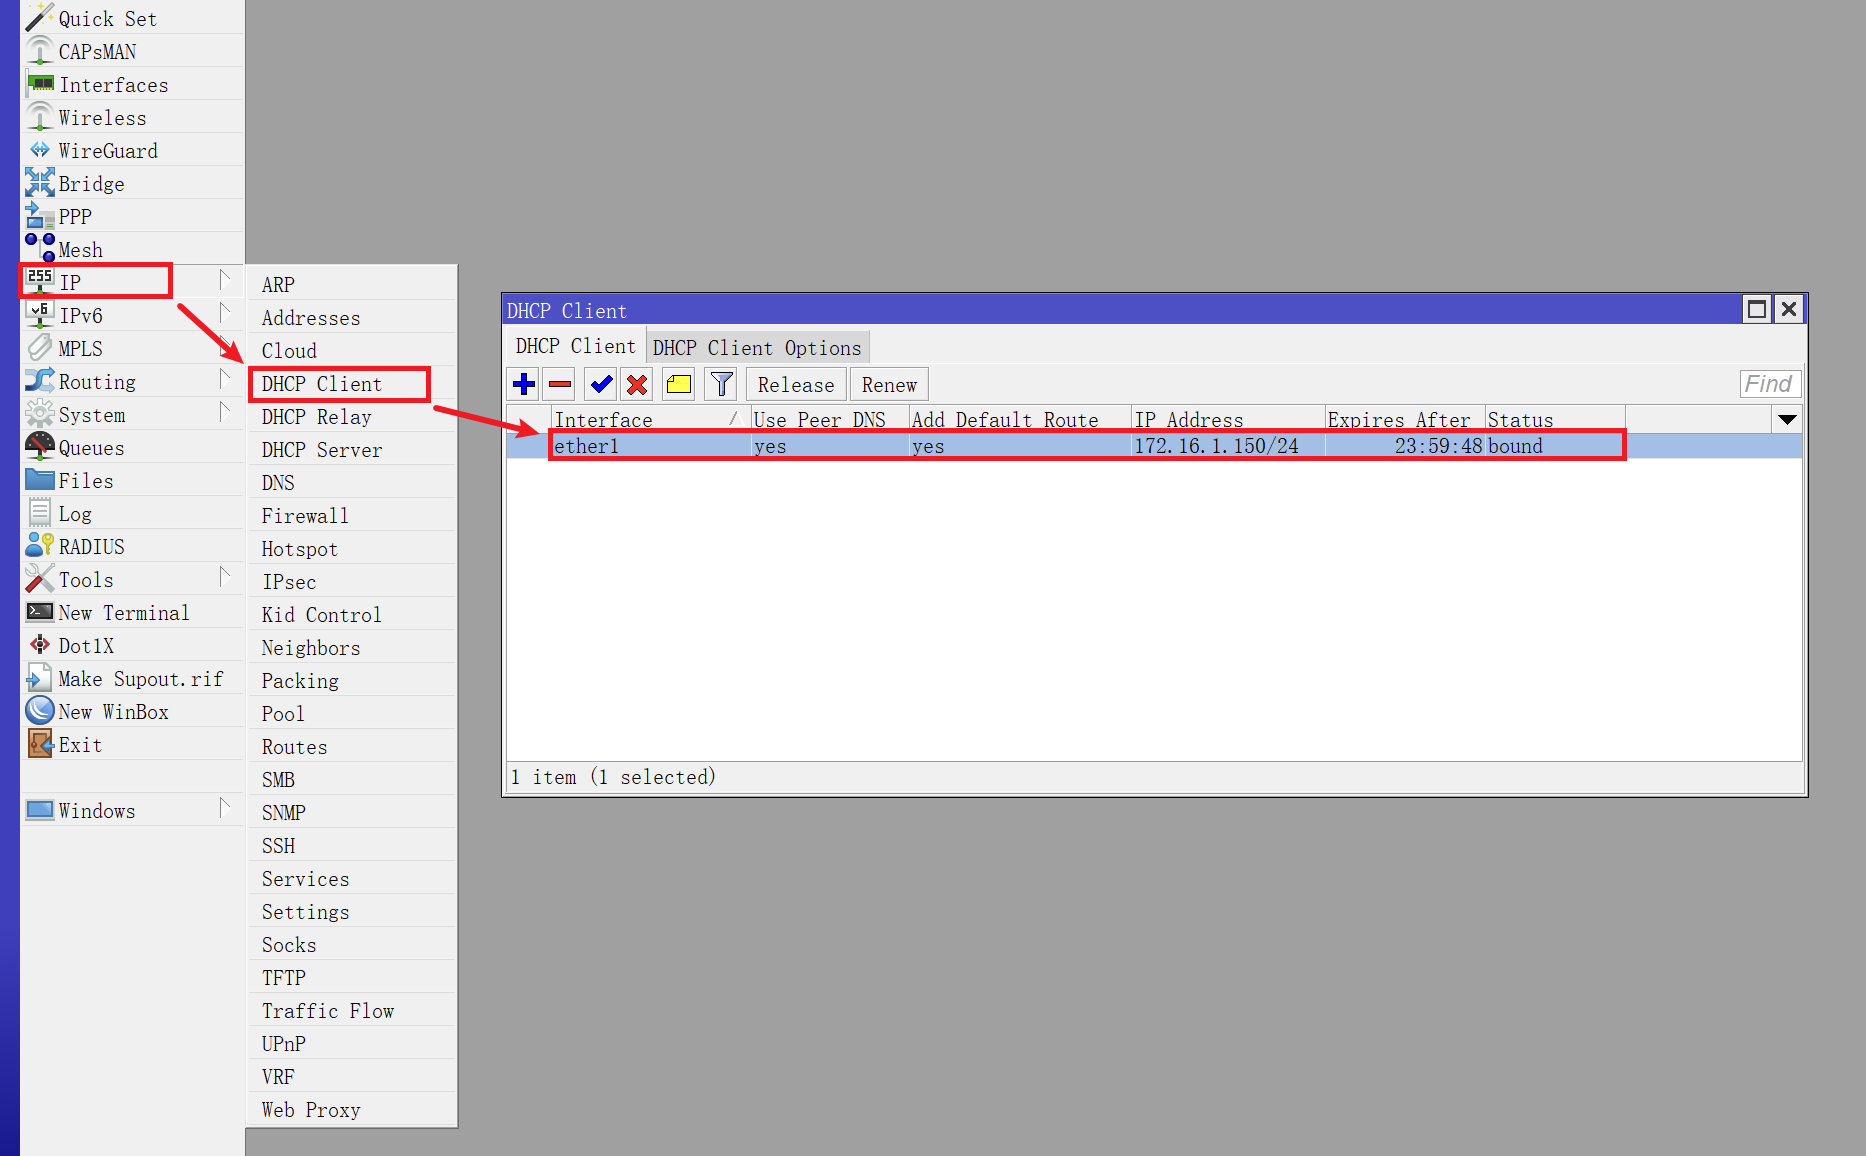 Quick Set
CAPsMAN
Interfaces
Wireless
WireGuard
Bridge
PPP
Mesh
255 IP
v6 IPv6
MPLS
Routing
System
Queues
Files
Log
RADIUS
Tools
New Terminal
Dot1X
Make Supout.rif
New WinBox
Exit
Windows
ARP
Addresses
Cloud
DHCP Client
DHCP Relay
DHCP Server
DNS
Firewall
Hotspot
IPsec
Kid Control
Neighbors
Packing
Pool
Routes
SMB
SNMP
SSH
Services
Settings
Socks
TFTP
Traffic Flow
UPnP
VRF
Web Proxy
DHCP Client
DHCP Client DHCP Client Options
Release Renew Find
Interface Use Peer DNS Add Default Route IP Address Expires After Status
ether1 yes yes 172.16.1.150/24 23:59:48 bound
1 item (1 selected)